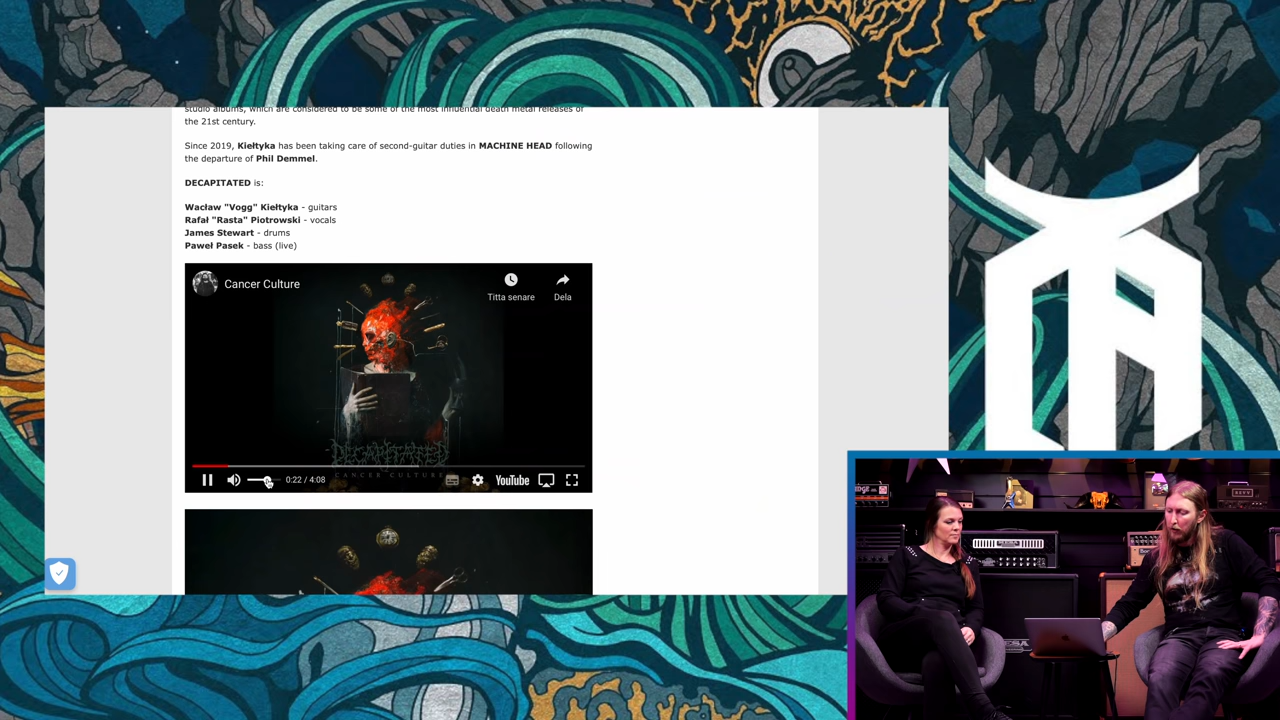 studio albums, which are considered to be some of the most influential death metal releases of
the 21st century.
Since 2019, Kiełtyka has been taking care of second-guitar duties in MACHINE HEAD following
the departure of Phil Demmel.
DECAPITATED is:
Wacław "Vogg" Kiełtyka - guitars
Rafał "Rasta" Piotrowski - vocals
James Stewart - drums
Paweł Pasek - bass (live)
Cancer Culture
Titta senare
Dela
DECAPITATED
CANCER CULTURE
0:22 / 4:08
YouTube